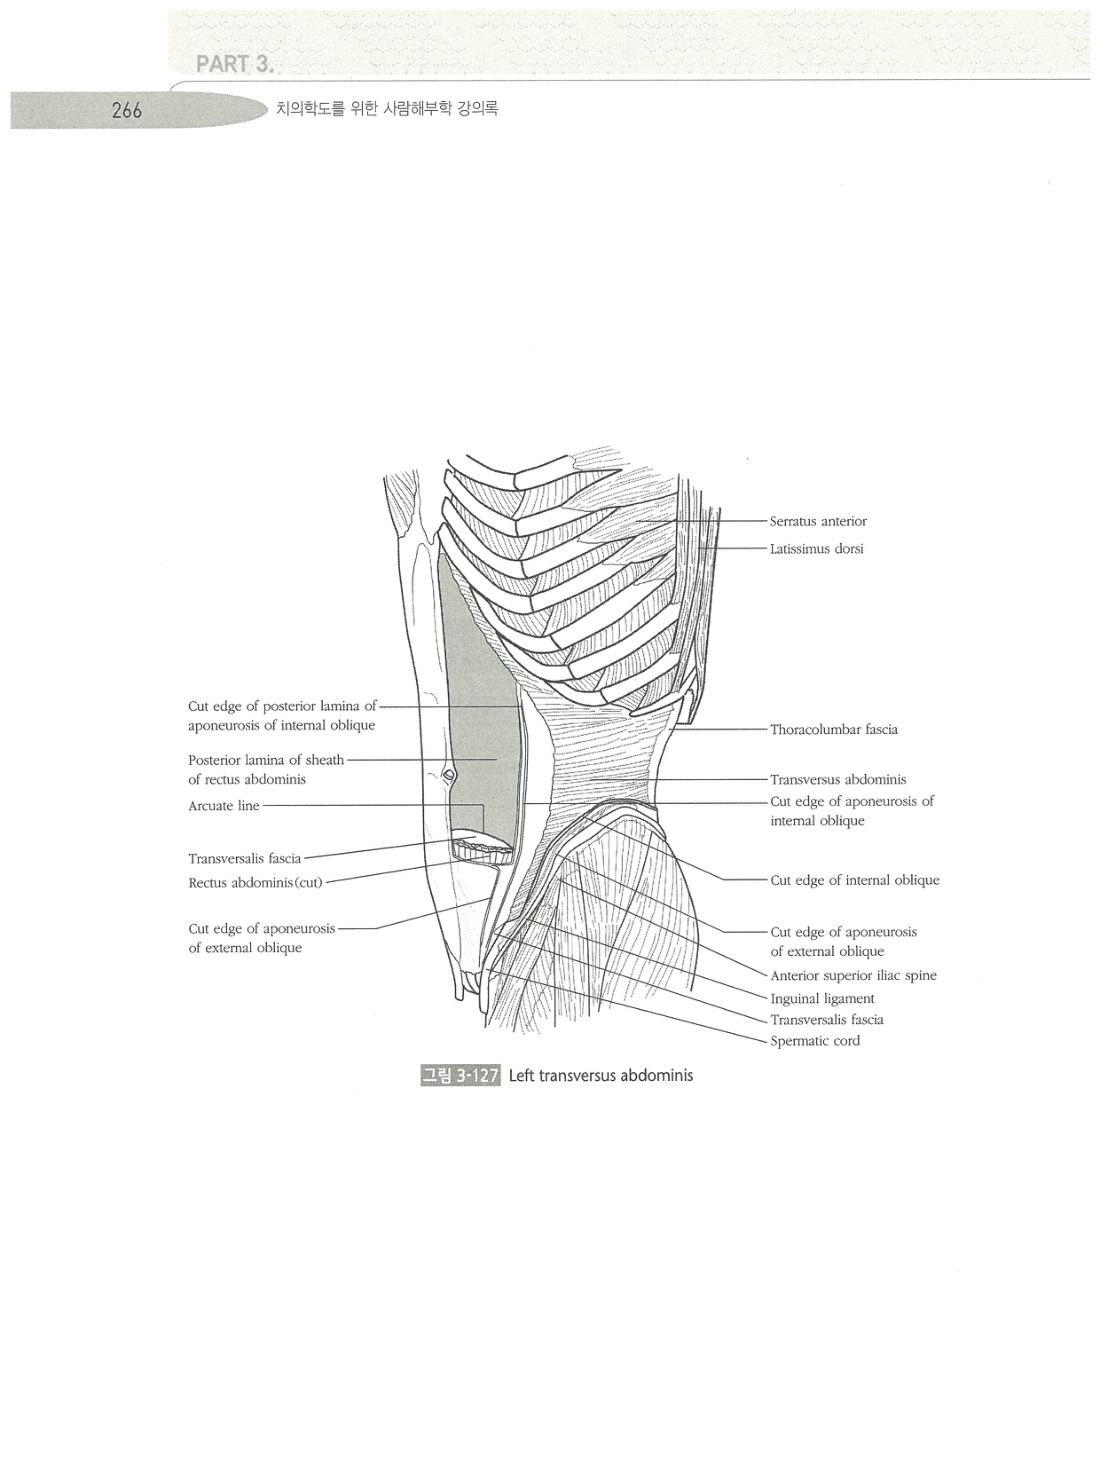 PART 3.
266
치의학도를 위한 사람해부학 강의록
Serratus anterior
Latissimus dorsi
Cut edge of posterior lamina of
aponeurosis of internal oblique
Posterior lamina of sheath
of rectus abdominis
Arcuate line
Transversalis fascia
Rectus abdominis(cut)
Cut edge of aponeurosis
of external oblique
Thoracolumbar fascia
Transversus abdominis
Cut edge of aponeurosis of
internal oblique
Cut edge of internal oblique
Cut edge of aponeurosis
of external oblique
Anterior superior iliac spine
Inguinal ligament
Transversalis fascia
Spermatic cord
그림 3-127 Left transversus abdominis